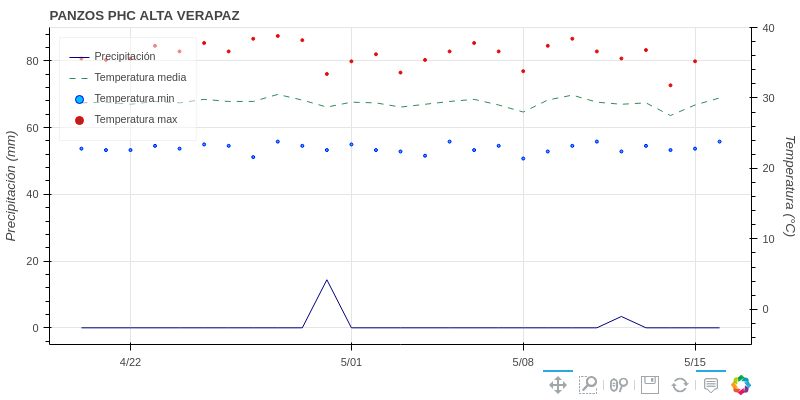 PANZOS PHC ALTA VERAPAZ
Precipitación
Temperatura media
Temperatura min
Temperatura max
80
60
40
20
0
Precipitación (mm)
40
30
20
10
0
Temperatura (°C)
4/22
5/01
5/08
5/15